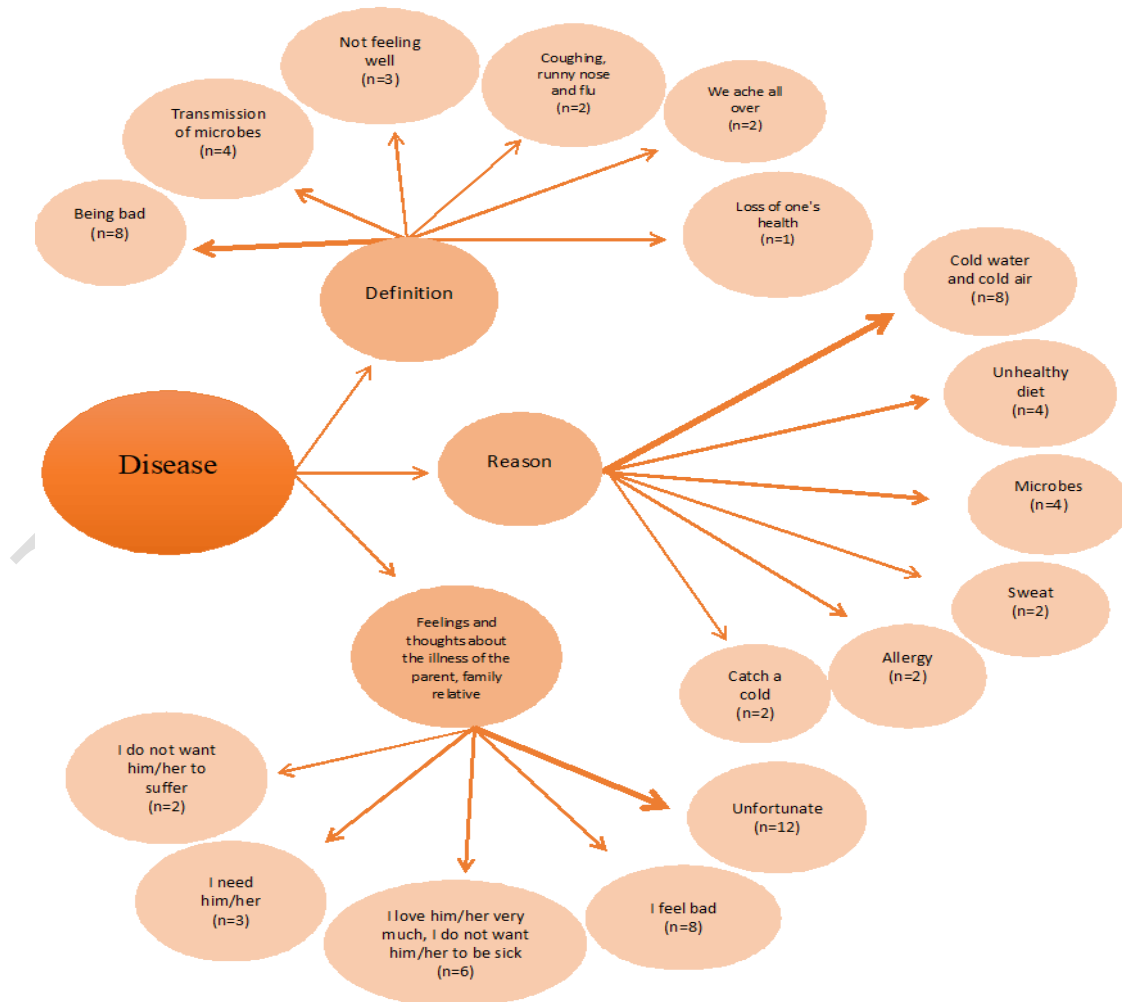 Not feeling
well
(n=3)
Coughing,
runny nose
and flu
(n=2)
We ache all
over
(n=2)
Transmission
of microbes
(n=4)
Being bad
(n=8)
Loss of one's
health
(n=1)
Definition
Cold water
and cold air
(n=8)
Unhealthy
diet
(n=4)
Disease
Reason
Microbes
(n=4)
Sweat
(n=2)
Allergy
(n=2)
Catch a
cold
(n=2)
Feelings and
thoughts about
the illness of the
parent, family
relative
I do not want
him/her to
suffer
(n=2)
Unfortunate
(n=12)
I need
him/her
(n=3)
I love him/her very
much, I do not want
him/her to be sick
(n=6)
I feel bad
(n=8)